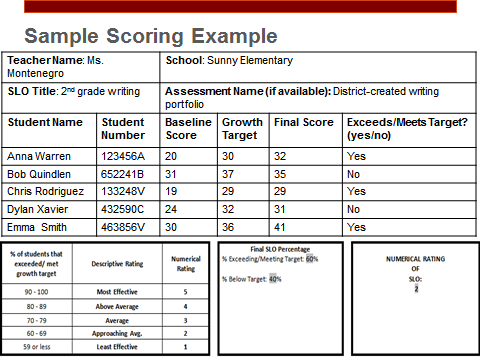 Sample Scoring Example
Teacher Name: Ms.
Montenegro
School: Sunny Elementary
SLO Title: 2nd grade writing
Assessment Name (if available): District-created writing
portfolio
Student Name Student Number Baseline Score Growth Target Final Score Exceeds/Meets Target? (yes/no)
Anna Warren 123456A 20 30 32 Yes
Bob Quindlen 652241B 31 37 35 No
Chris Rodriguez 133248V 19 29 29 Yes
Dylan Xavier 432590C 24 32 31 No
Emma Smith 463856V 30 36 41 Yes
% of students that exceeded/ met growth target Descriptive Rating Numerical Rating
90 - 100 Most Effective 5
80 - 89 Above Average 4
70 - 79 Average 3
60 - 69 Approaching Avg. 2
59 or less Least Effective 1
Final SLO Percentage
% Exceeding/Meeting Target: 60%
% Below Target: 40%
NUMERICAL RATING
OF
SLO:
2